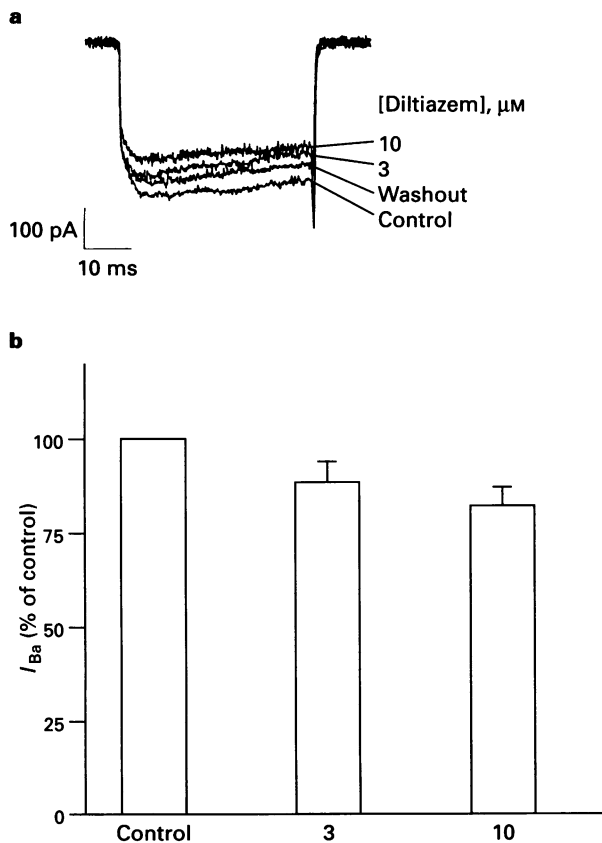 a
[Diltiazem], μM
10
3
Washout
Control
100 pA
10 ms
b
100
75
50
25
0
I Ba (% of control)
Control 3 10